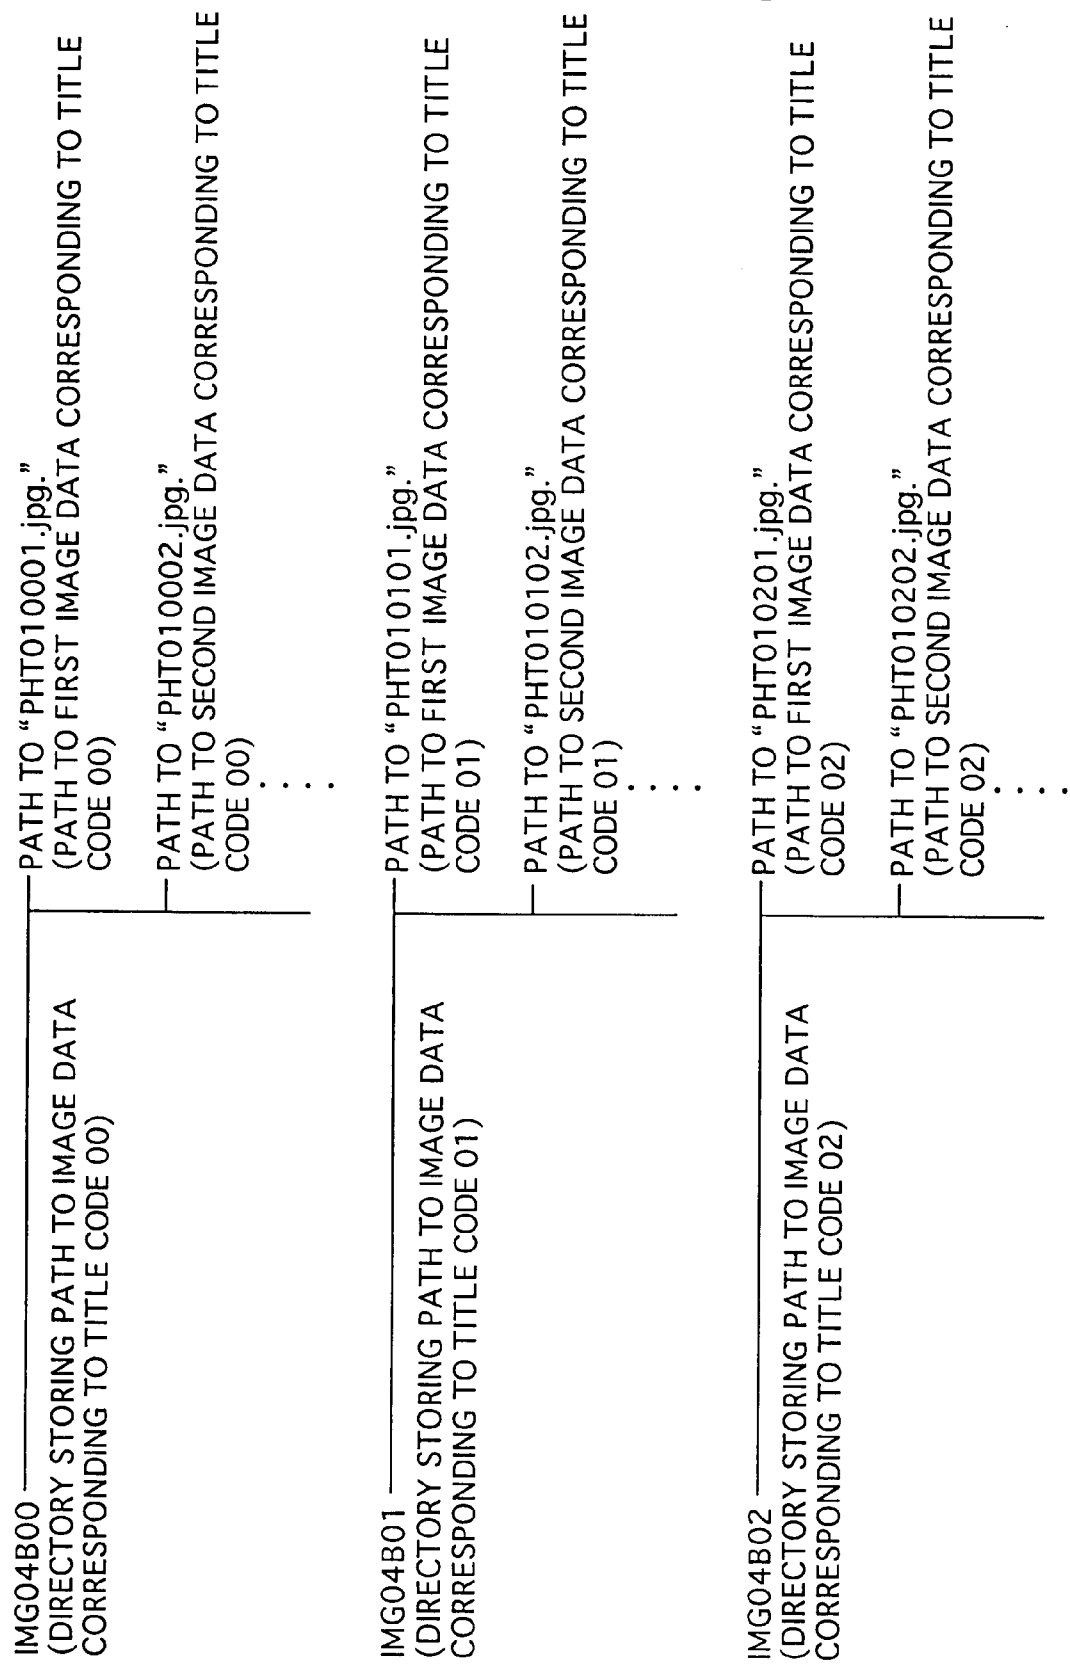 IMG04B00
(DIRECTORY STORING PATH TO IMAGE DATA
CORRESPONDING TO TITLE CODE 00)
PATH TO “PHT010001.jpg.”
(PATH TO FIRST IMAGE DATA CORRESPONDING TO TITLE
CODE 00)
PATH TO “PHT010002.jpg.”
(PATH TO SECOND IMAGE DATA CORRESPONDING TO TITLE
CODE 00)
. . . .
IMG04B01
(DIRECTORY STORING PATH TO IMAGE DATA
CORRESPONDING TO TITLE CODE 01)
PATH TO “PHT010101.jpg.”
(PATH TO FIRST IMAGE DATA CORRESPONDING TO TITLE
CODE 01)
PATH TO “PHT010102.jpg.”
(PATH TO SECOND IMAGE DATA CORRESPONDING TO TITLE
CODE 01)
. . . .
IMG04B02
(DIRECTORY STORING PATH TO IMAGE DATA
CORRESPONDING TO TITLE CODE 02)
PATH TO “PHT010201.jpg.”
(PATH TO FIRST IMAGE DATA CORRESPONDING TO TITLE
CODE 02)
PATH TO “PHT010202.jpg.”
(PATH TO SECOND IMAGE DATA CORRESPONDING TO TITLE
CODE 02)
. . . .